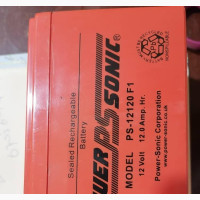 Sealed Rechargeable
Battery
POWER SONIC
MODEL PS-12120 F1
12 Volt 12.0 Amp. Hr.
Power-Sonic Corporation
www.power-sonic.co.uk